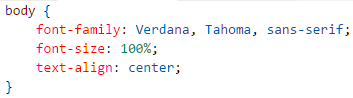 body {
    font-family: Verdana, Tahoma, sans-serif;
    font-size: 100%;
    text-align: center;
}